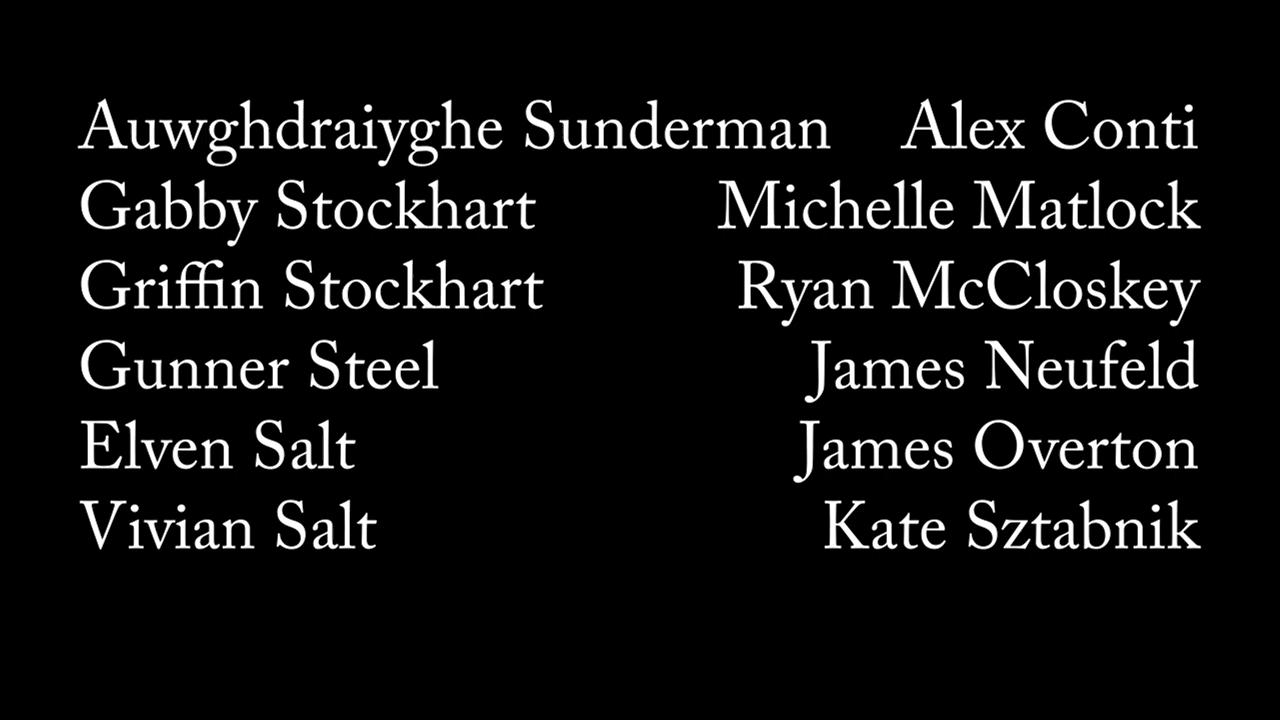 Auwghdraiyghe Sunderman Alex Conti
Gabby Stockhart Michelle Matlock
Griffin Stockhart Ryan McCloskey
Gunner Steel James Neufeld
Elven Salt James Overton
Vivian Salt Kate Sztabnik